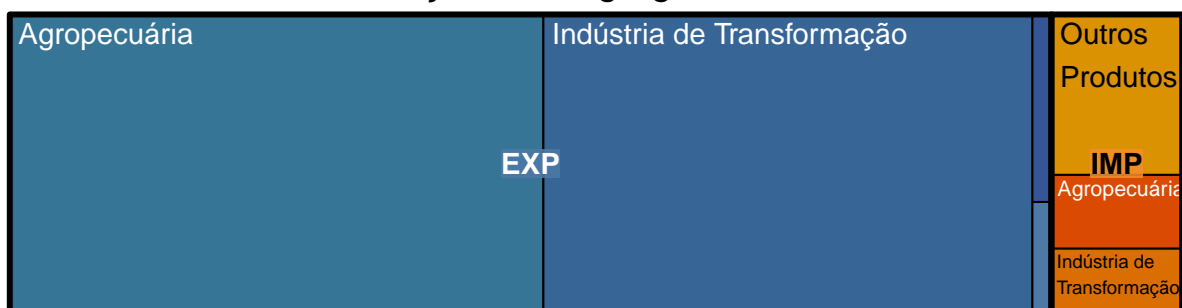 Agropecuária
Indústria de Transformação
EXP
Outros
Produtos
IMP
Agropecuária
Indústria de
Transformação